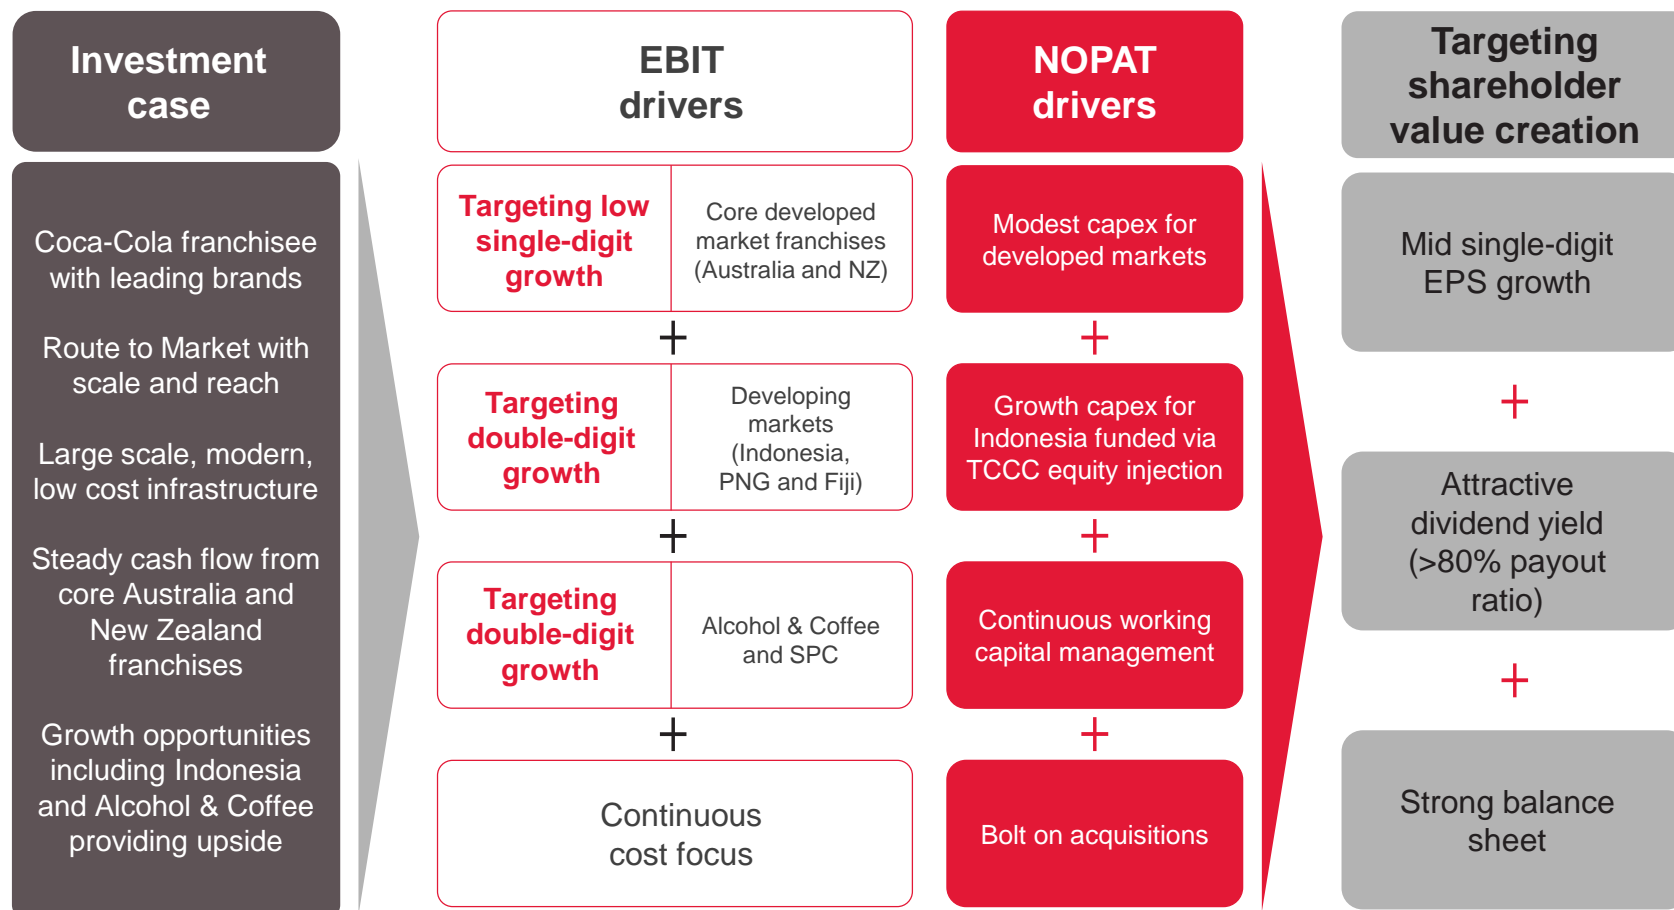 Investment
case
Coca-Cola franchisee
with leading brands
Route to Market with
scale and reach
Large scale, modern,
low cost infrastructure
Steady cash flow from
core Australia and
New Zealand
franchises
Growth opportunities
including Indonesia
and Alcohol & Coffee
providing upside
EBIT
drivers
Targeting low
single-digit
growth
Core developed
market franchises
(Australia and NZ)
+
Targeting
double-digit
growth
Developing
markets
(Indonesia,
PNG and Fiji)
+
Targeting
double-digit
growth
Alcohol & Coffee
and SPC
+
Continuous
cost focus
NOPAT
drivers
Modest capex for
developed markets
+
Growth capex for
Indonesia funded via
TCCC equity injection
+
Continuous working
capital management
+
Bolt on acquisitions
Targeting
shareholder
value creation
Mid single-digit
EPS growth
+
Attractive
dividend yield
(>80% payout
ratio)
+
Strong balance
sheet